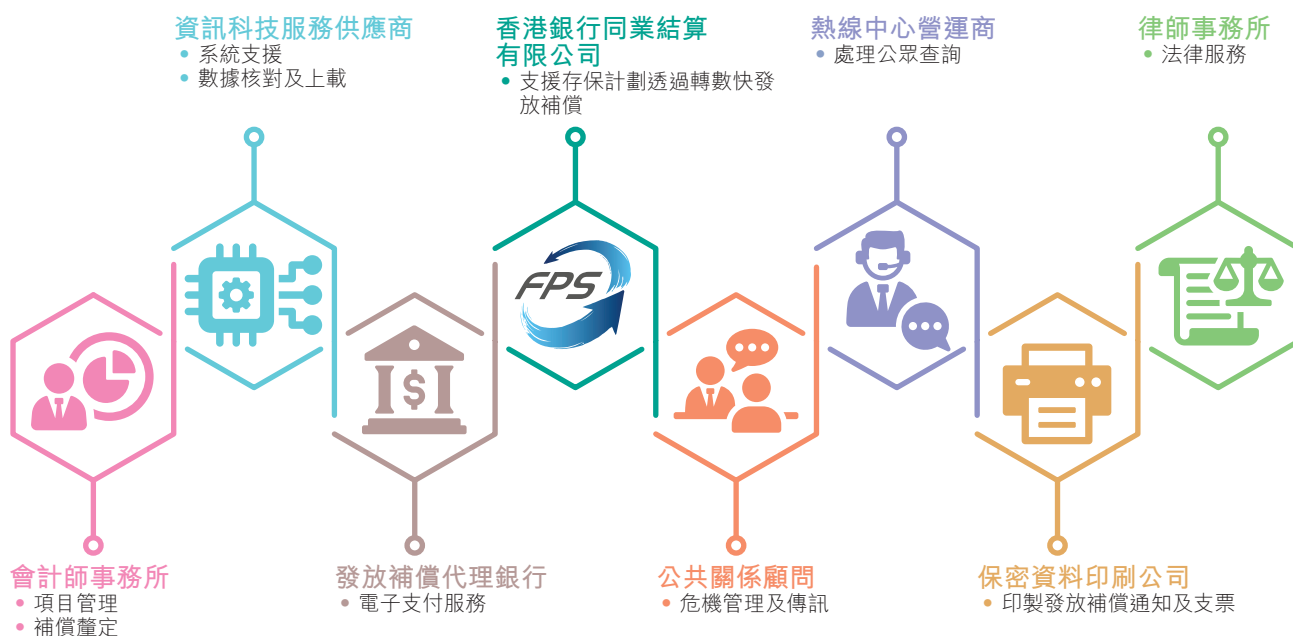 資訊科技服務供應商
• 系統支援
• 數據核對及上載
香港銀行同業結算
有限公司
• 支援存保計劃透過轉數快發
放補償
熱線中心營運商
• 處理公眾查詢
律師事務所
• 法律服務
FPS
$
會計師事務所
• 項目管理
• 補償釐定
發放補償代理銀行
• 電子支付服務
公共關係顧問
• 危機管理及傳訊
保密資料印刷公司
• 印製發放補償通知及支票